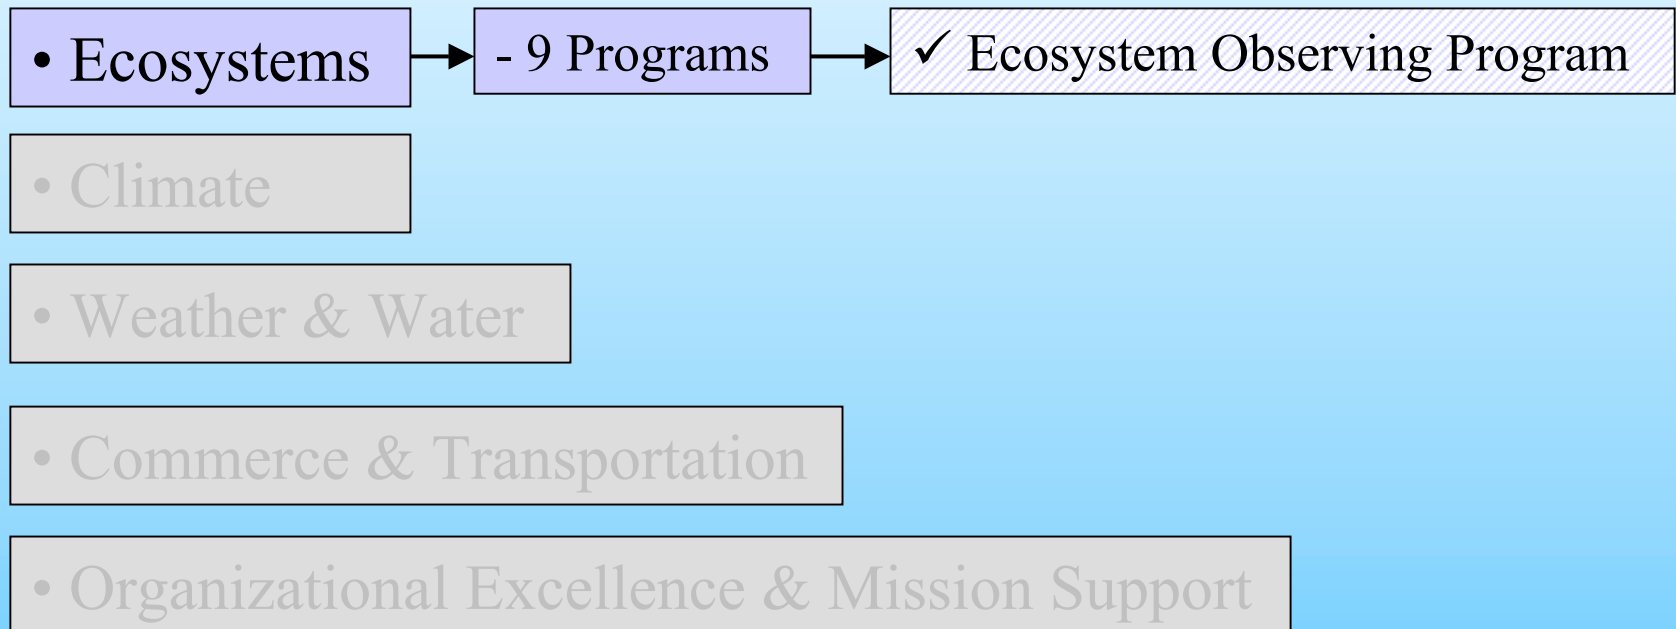 • Ecosystems - 9 Programs ✓ Ecosystem Observing Program
• Climate
• Weather & Water
• Commerce & Transportation
• Organizational Excellence & Mission Support